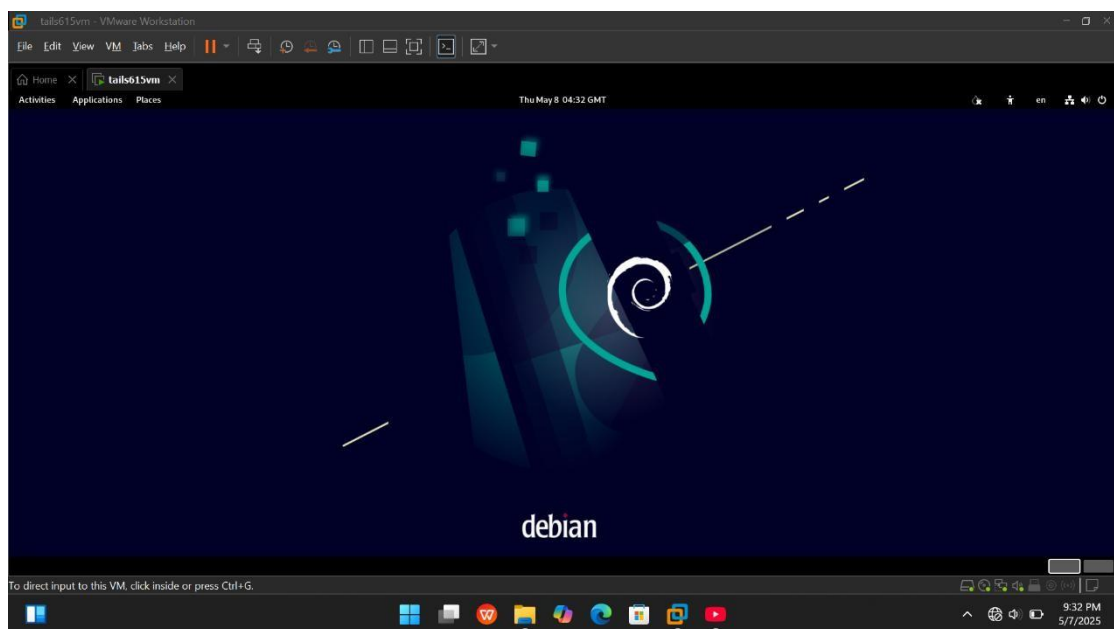 tails615vm - VMware Workstation
File Edit View VM Tabs Help
Home tails615vm
Activities Applications Places Thu May 8 04:32 GMT en
debian
To direct input to this VM, click inside or press Ctrl+G.
9:32 PM
5/7/2025